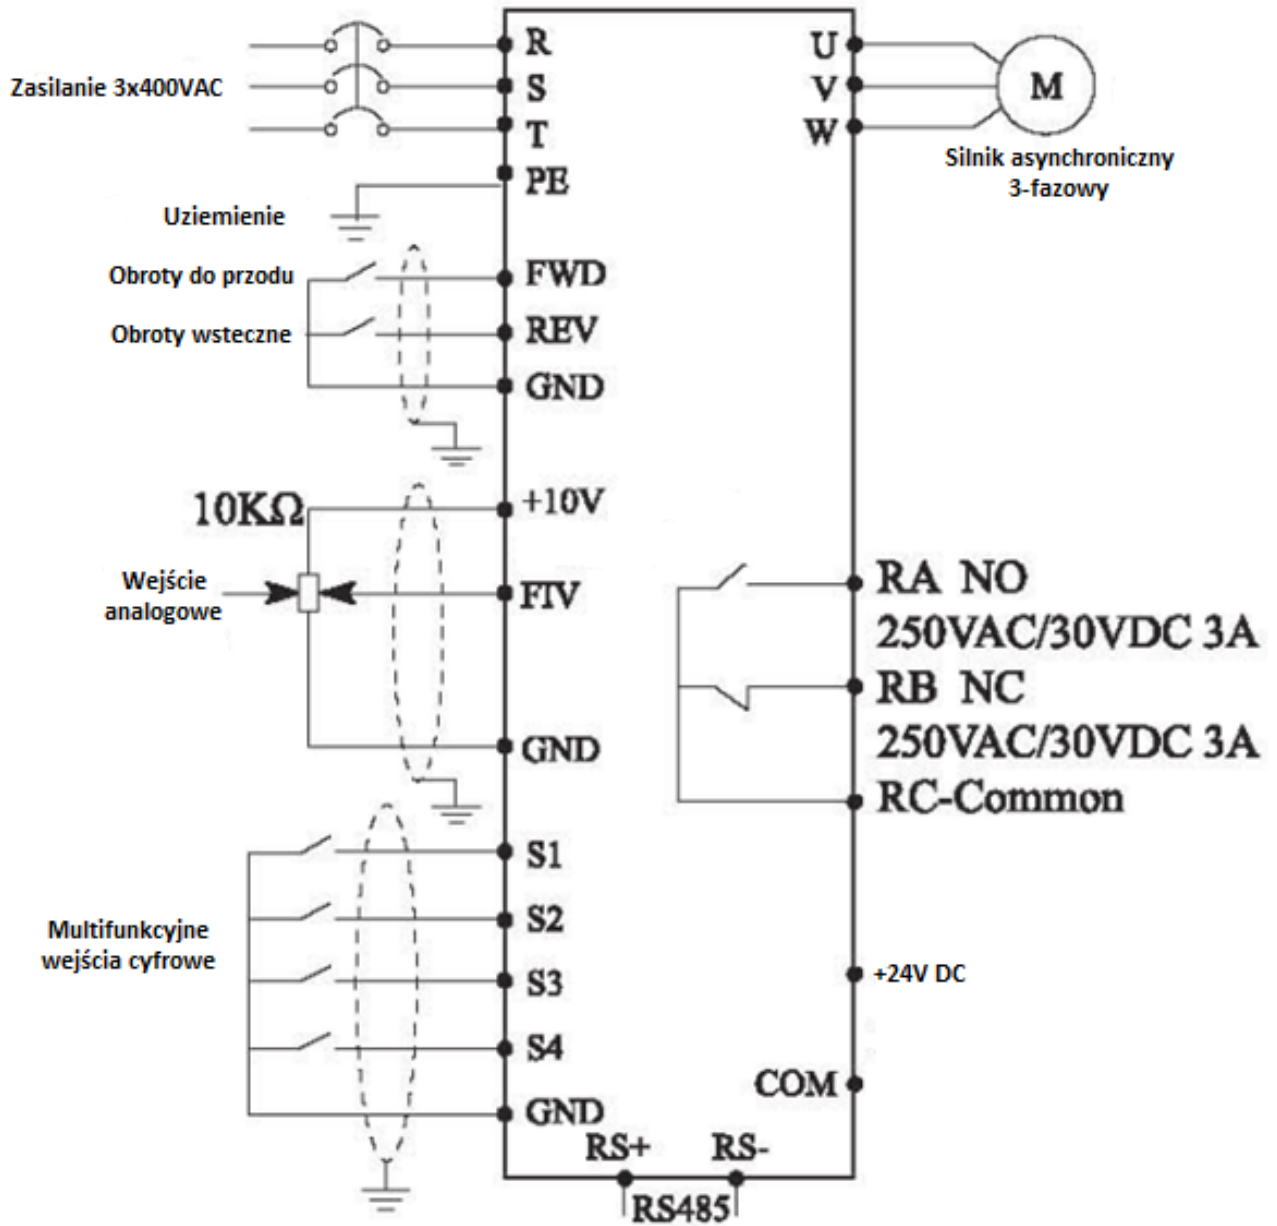 Zasilanie 3x400VAC
R
S
T
PE
Uziemienie
Obroty do przodu
FWD
Obroty wsteczne
REV
GND
10KΩ
+10V
Wejście
analogowe
FIV
GND
S1
S2
Multifunkcyjne
wejścia cyfrowe
S3
S4
GND
U
V
W
M
Silnik asynchroniczny
3-fazowy
RA NO
250VAC/30VDC 3A
RB NC
250VAC/30VDC 3A
RC-Common
+24V DC
COM
RS+ RS-
RS485